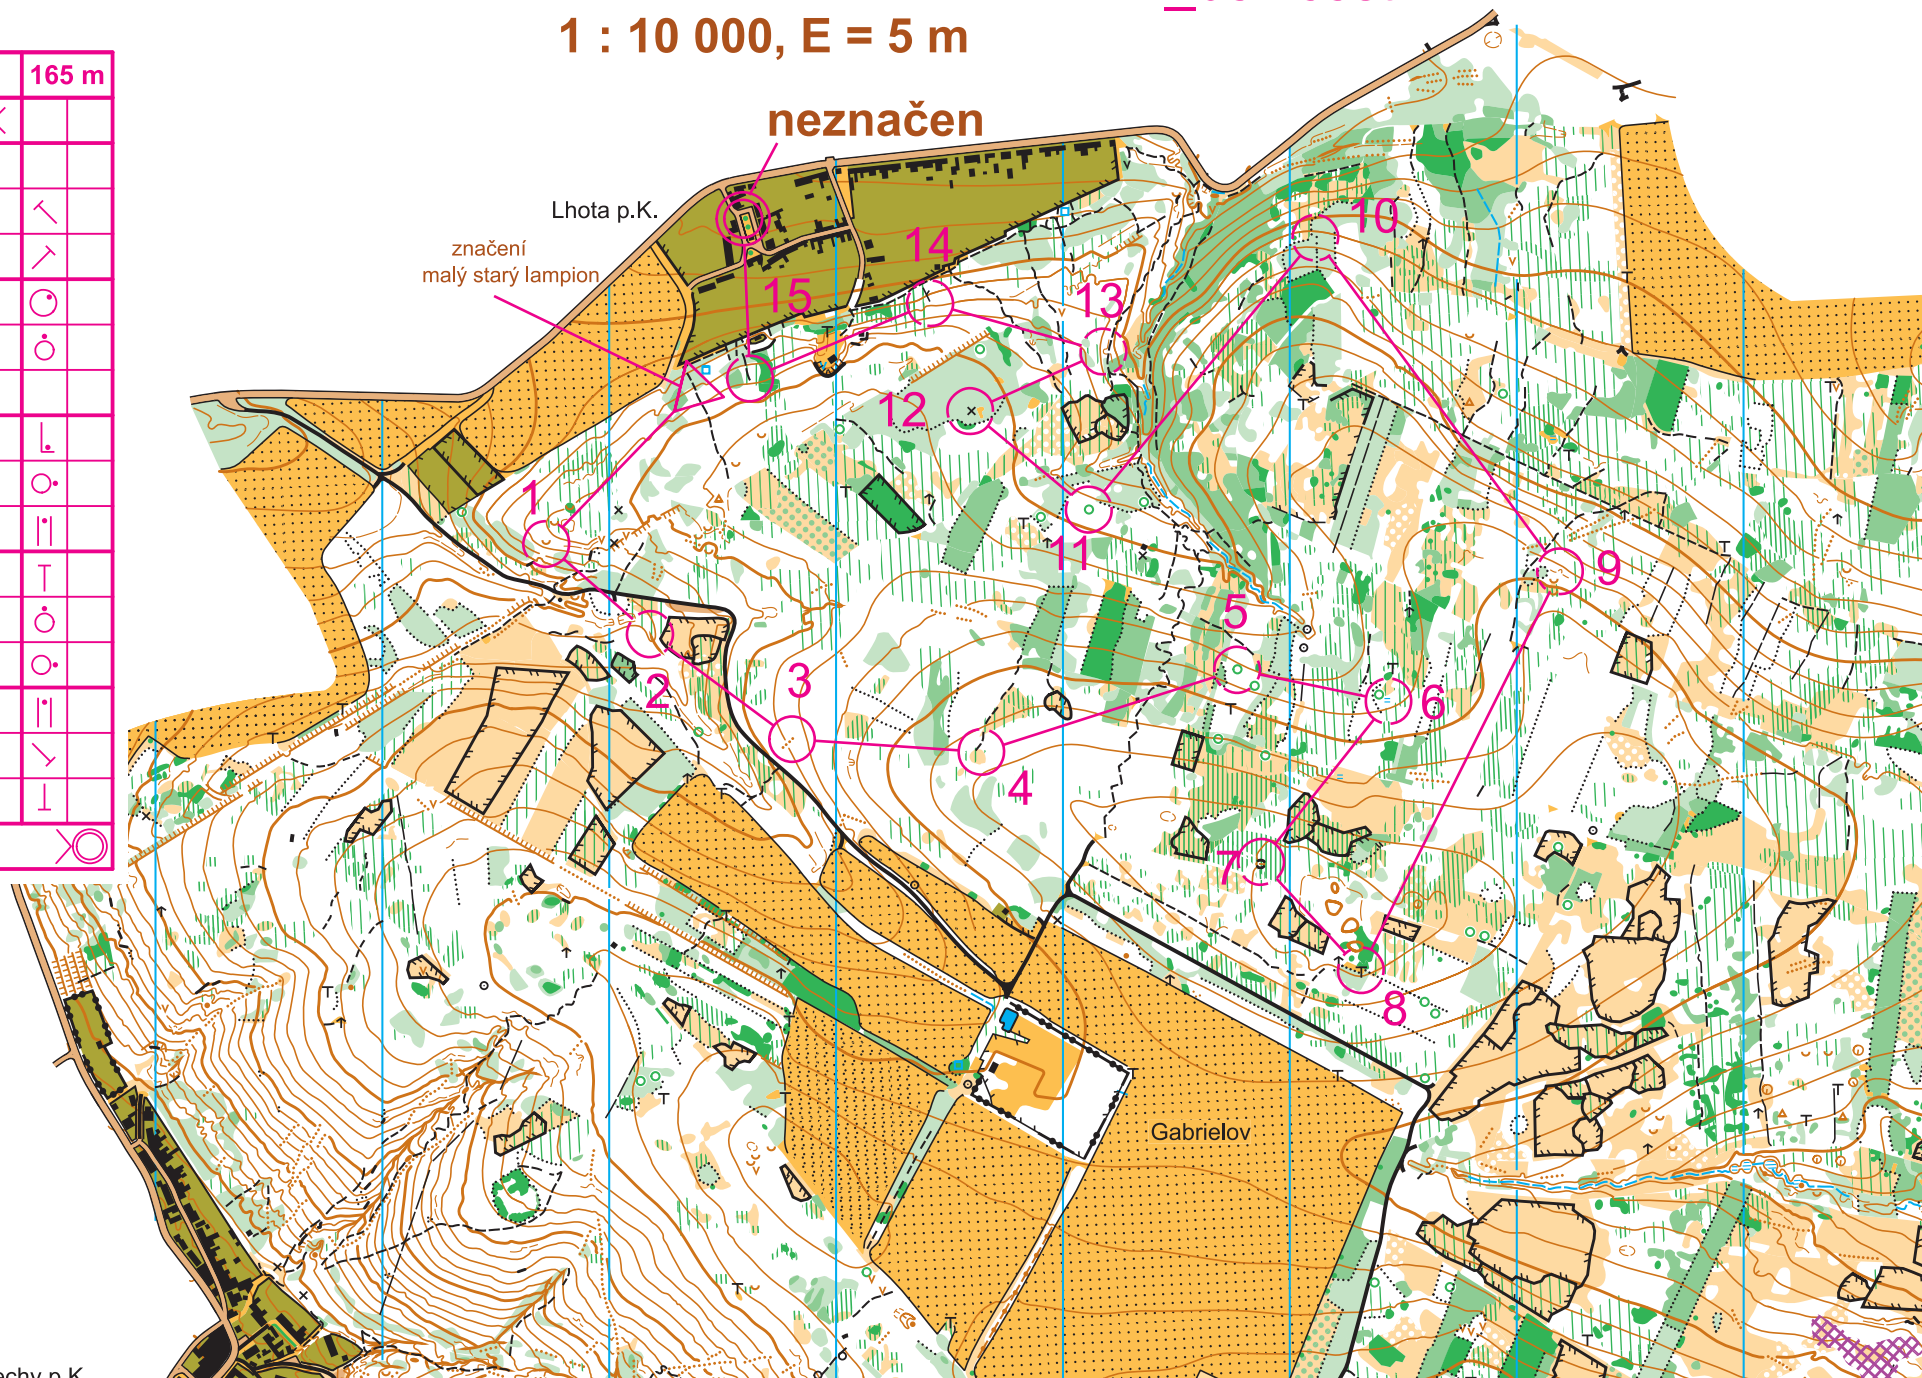 1 : 10 000, E = 5 m
165 m
neznačen
Lhota p.K.
značení
malý starý lampion
10
14
15
13
12
1
11
9
5
2
3
6
4
7
8
Gabrielov